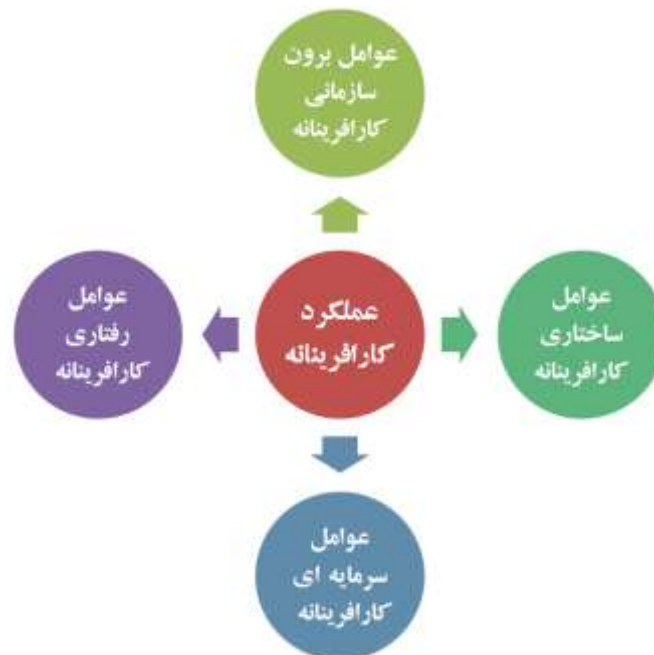 عوامل برون
سازمانی
کارافرینانه
عوامل
ساختاری
کارافرینانه
عملکرد
کارافرینانه
عوامل
رفتاری
کارافرینانه
عوامل
سرمایه ای
کارافرینانه